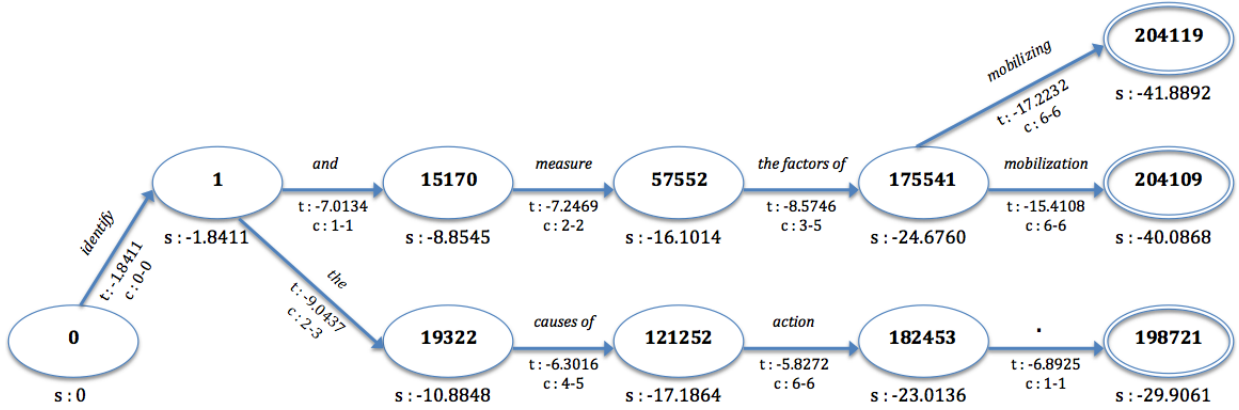 204119
mobilizing
t:-17.2232
c: 6-6
s : -41.8892
and
measure
the factors of
mobilization
1
15170
57552
175541
204109
identify
t:-7.0134
c: 1-1
t:-7.2469
c: 2-2
t:-8.5746
c: 3-5
t:-15.4108
c: 6-6
t:-1.8411
c: 0-0
s : -1.8411
s : -8.8545
s : -16.1014
s : -24.6760
s : -40.0868
the
t:-9.0437
c: 2-3
causes of
action
.
0
19322
121252
182453
198721
t:-6.3016
c: 4-5
t:-5.8272
c: 6-6
t:-6.8925
c: 1-1
s : 0
s : -10.8848
s : -17.1864
s : -23.0136
s : -29.9061